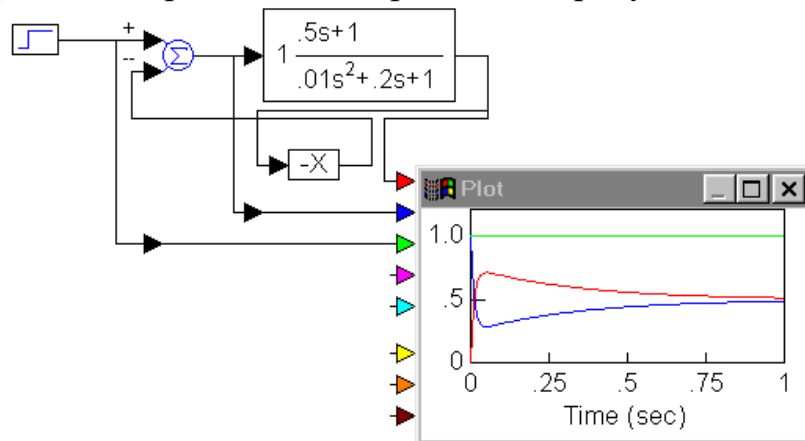 +
--
Σ
1 .5s+1
.01s²+.2s+1
-X
Plot
1.0
.5
0
0 .25 .5 .75 1
Time (sec)